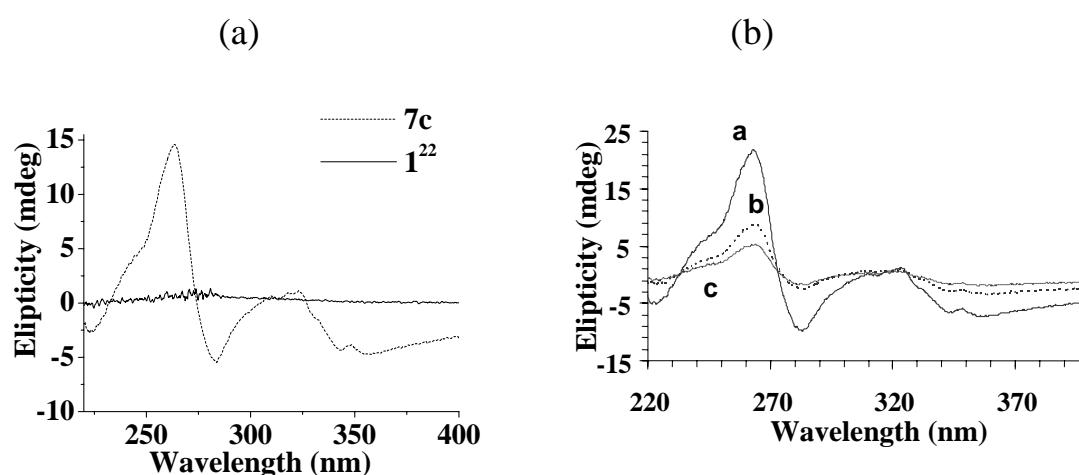 (a)
(b)
7c
1²²
15
10
5
0
-5
-10
Elipticity (mdeg)
250 300 350 400
Wavelength (nm)
a
b
c
25
15
5
-5
-15
Elipticity (mdeg)
220 270 320 370
Wavelength (nm)